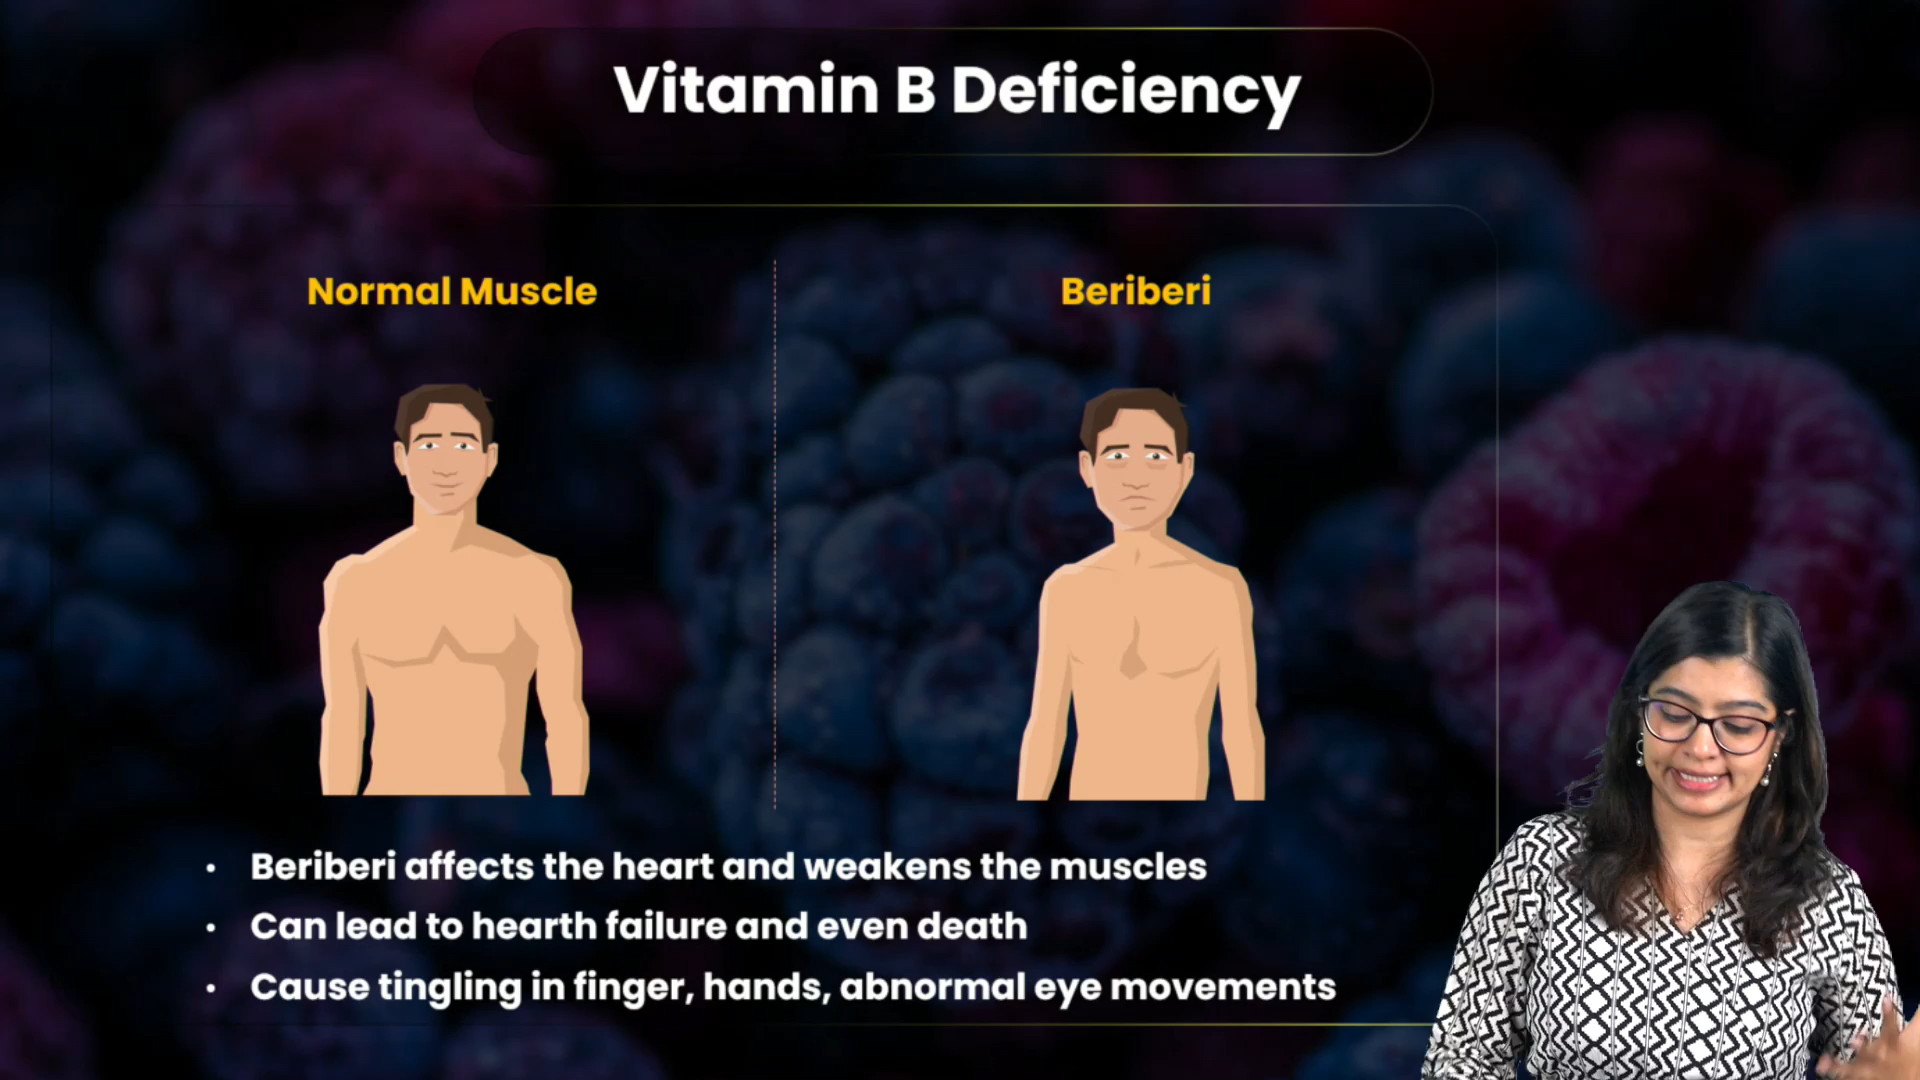 Vitamin B Deficiency
Normal Muscle
Beriberi
• Beriberi affects the heart and weakens the muscles
• Can lead to hearth failure and even death
• Cause tingling in finger, hands, abnormal eye movements